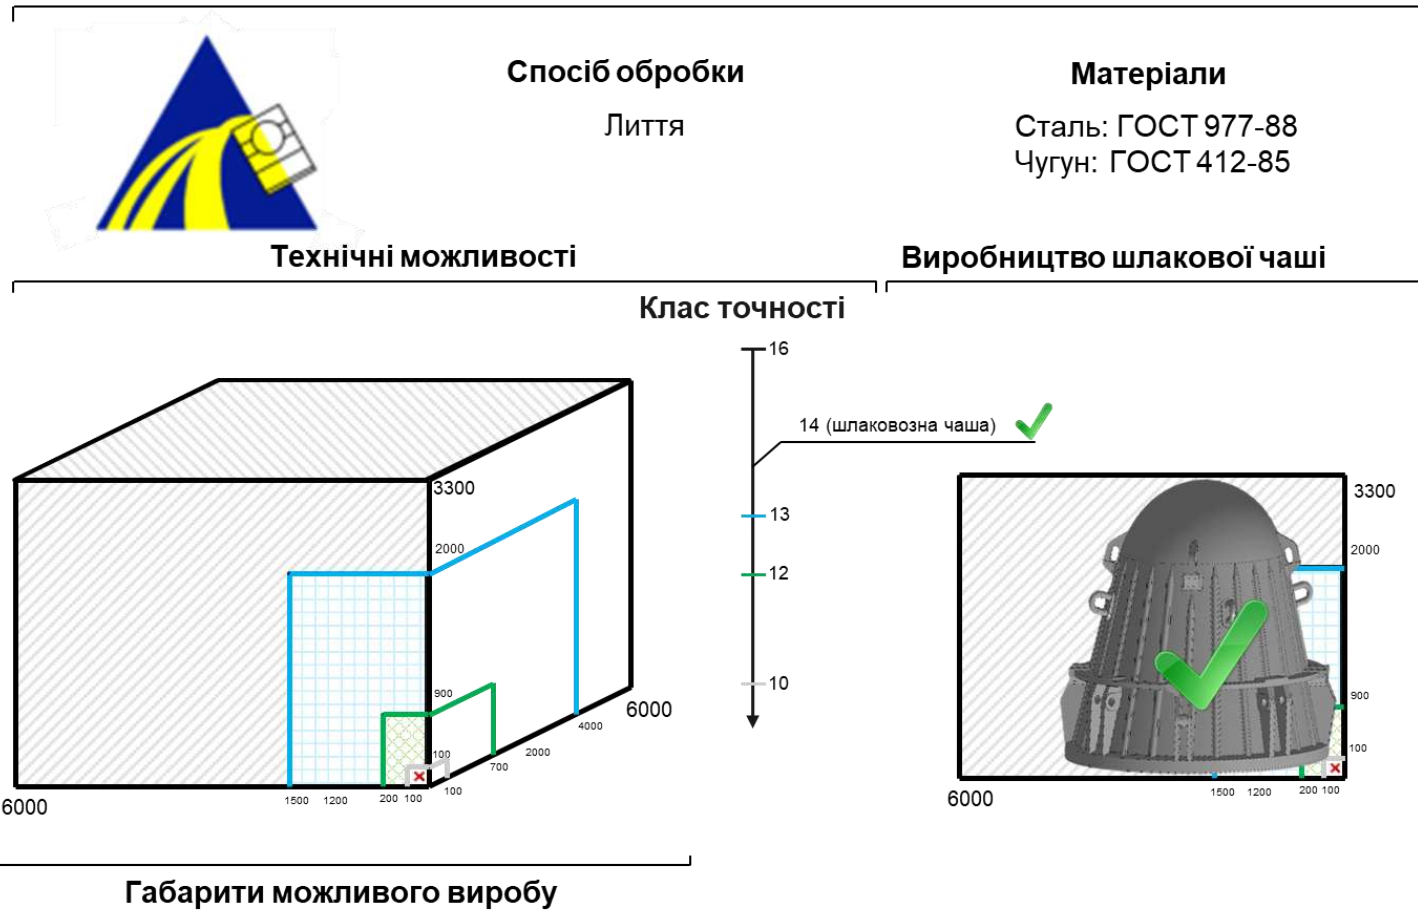 Спосіб обробки
Лиття
Матеріали
Сталь: ГОСТ 977-88
Чугун: ГОСТ 412-85
Технічні можливості
Виробництво шлакової чаші
Клас точності
16
14 (шлаковозна чаша)
13
12
10
3300
2000
900
100
6000
4000
2000
700
100
6000
1500
1200
200
100
3300
2000
900
100
6000
1500
1200
200
100
Габарити можливого виробу